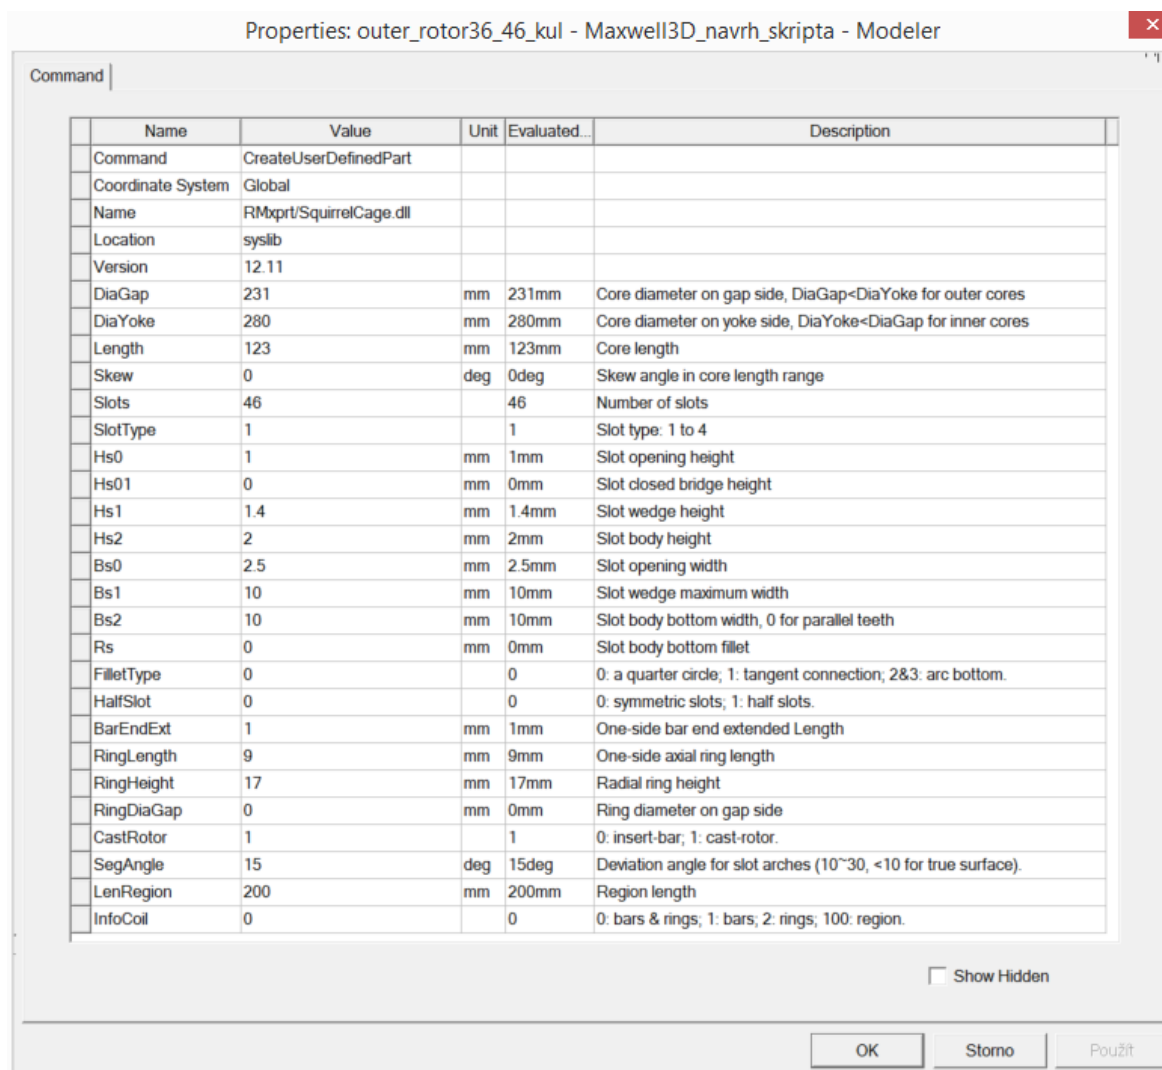 Properties: outer_rotor36_46_kul - Maxwell3D_navrh_skripta - Modeler
Command
Name Value Unit Evaluated... Description
Command CreateUserDefinedPart
Coordinate System Global
Name RMxprt/SquirrelCage.dll
Location syslib
Version 12.11
DiaGap 231 mm 231mm Core diameter on gap side, DiaGap<DiaYoke for outer cores
DiaYoke 280 mm 280mm Core diameter on yoke side, DiaYoke<DiaGap for inner cores
Length 123 mm 123mm Core length
Skew 0 deg 0deg Skew angle in core length range
Slots 46 46 Number of slots
SlotType 1 1 Slot type: 1 to 4
Hs0 1 mm 1mm Slot opening height
Hs01 0 mm 0mm Slot closed bridge height
Hs1 1.4 mm 1.4mm Slot wedge height
Hs2 2 mm 2mm Slot body height
Bs0 2.5 mm 2.5mm Slot opening width
Bs1 10 mm 10mm Slot wedge maximum width
Bs2 10 mm 10mm Slot body bottom width, 0 for parallel teeth
Rs 0 mm 0mm Slot body bottom fillet
FilletType 0 0 0: a quarter circle; 1: tangent connection; 2&3: arc bottom.
HalfSlot 0 0 0: symmetric slots; 1: half slots.
BarEndExt 1 mm 1mm One-side bar end extended Length
RingLength 9 mm 9mm One-side axial ring length
RingHeight 17 mm 17mm Radial ring height
RingDiaGap 0 mm 0mm Ring diameter on gap side
CastRotor 1 1 0: insert-bar; 1: cast-rotor.
SegAngle 15 deg 15deg Deviation angle for slot arches (10~30, <10 for true surface).
LenRegion 200 mm 200mm Region length
InfoCoil 0 0 0: bars & rings; 1: bars; 2: rings; 100: region.
Show Hidden
OK Storno Použít